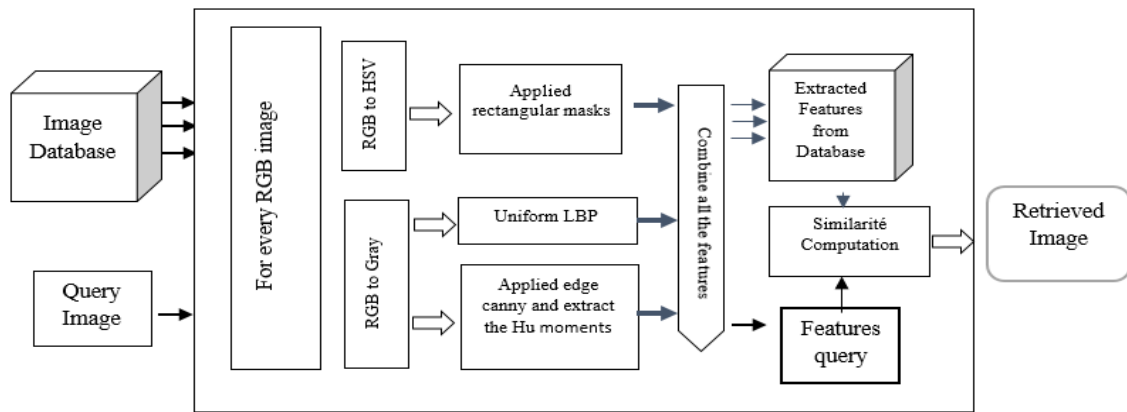 Image
Database
Query
Image
For every RGB image
RGB to HSV
RGB to Gray
Applied
rectangular masks
Uniform LBP
Applied edge
canny and extract
the Hu moments
Combine all the features
Extracted
Features
from
Database
Similarité
Computation
Features
query
Retrieved
Image